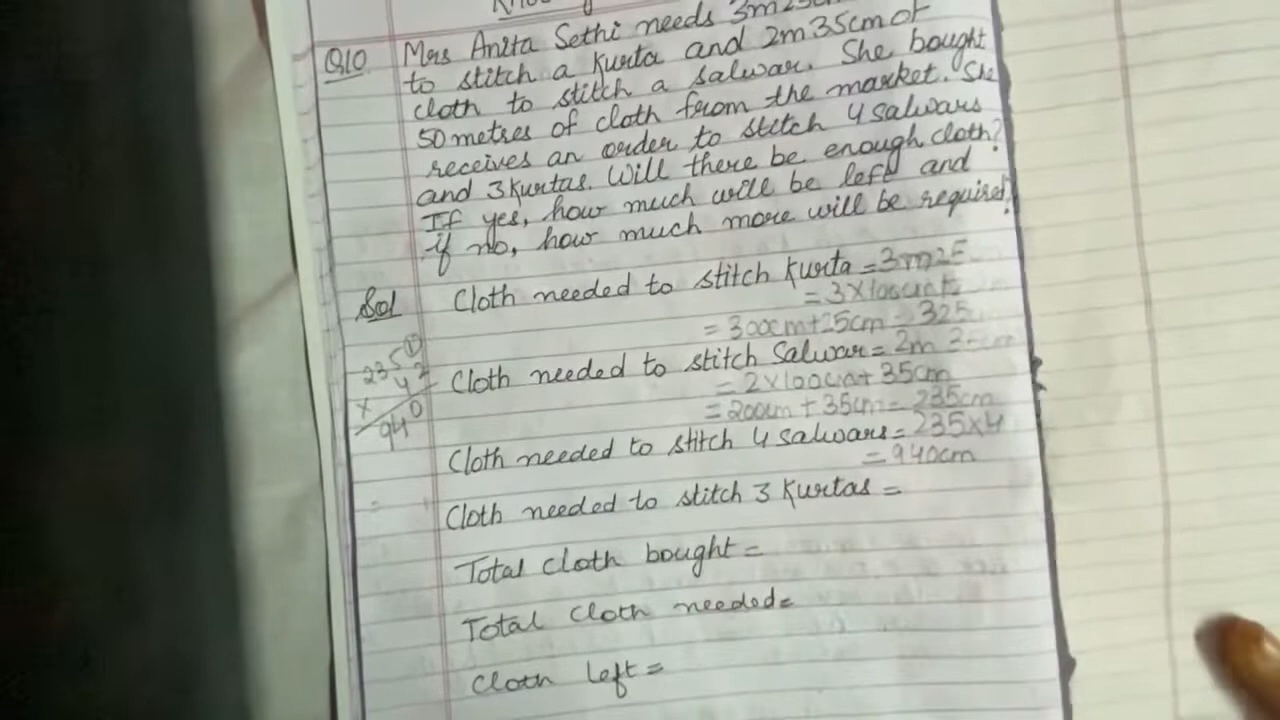 Q10 Mrs Anita Sethi needs 3m25cm
to stitch a Kurta and 2m35cm of
cloth to stitch a salwar. She bought
50 metres of cloth from the market. She
receives an order to stitch 4 salwars
and 3 Kurtas. Will there be enough cloth?
If yes, how much will be left and
if no, how much more will be required?
Sol Cloth needed to stitch Kurta = 3m25
= 3×100cm+
= 300cm+25cm = 325
Cloth needed to stitch Salwar = 2m 35cm
= 2×100cm+ 35cm
= 200cm + 35cm = 235cm
Cloth needed to stitch 4 salwars = 235×4
= 940cm
235
× 4
940
Cloth needed to stitch 3 Kurtas =
Total Cloth bought =
Total Cloth needed=
Cloth left =